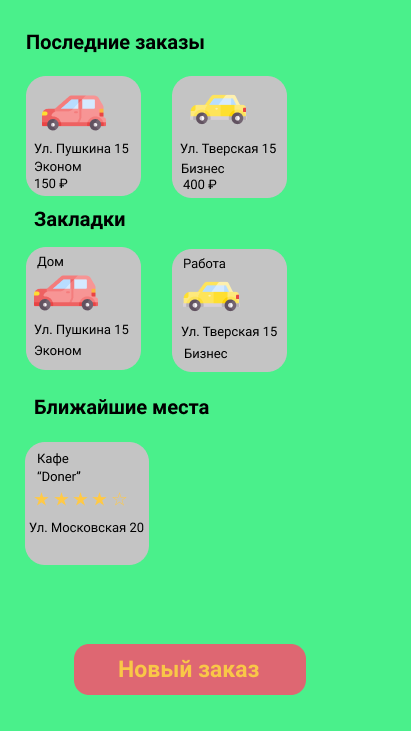 Последние заказы
Ул. Пушкина 15
Эконом
150 ₽
Ул. Тверская 15
Бизнес
400 ₽
Закладки
Дом
Ул. Пушкина 15
Эконом
Работа
Ул. Тверская 15
Бизнес
Ближайшие места
Кафе
“Doner”
Ул. Московская 20
Новый заказ